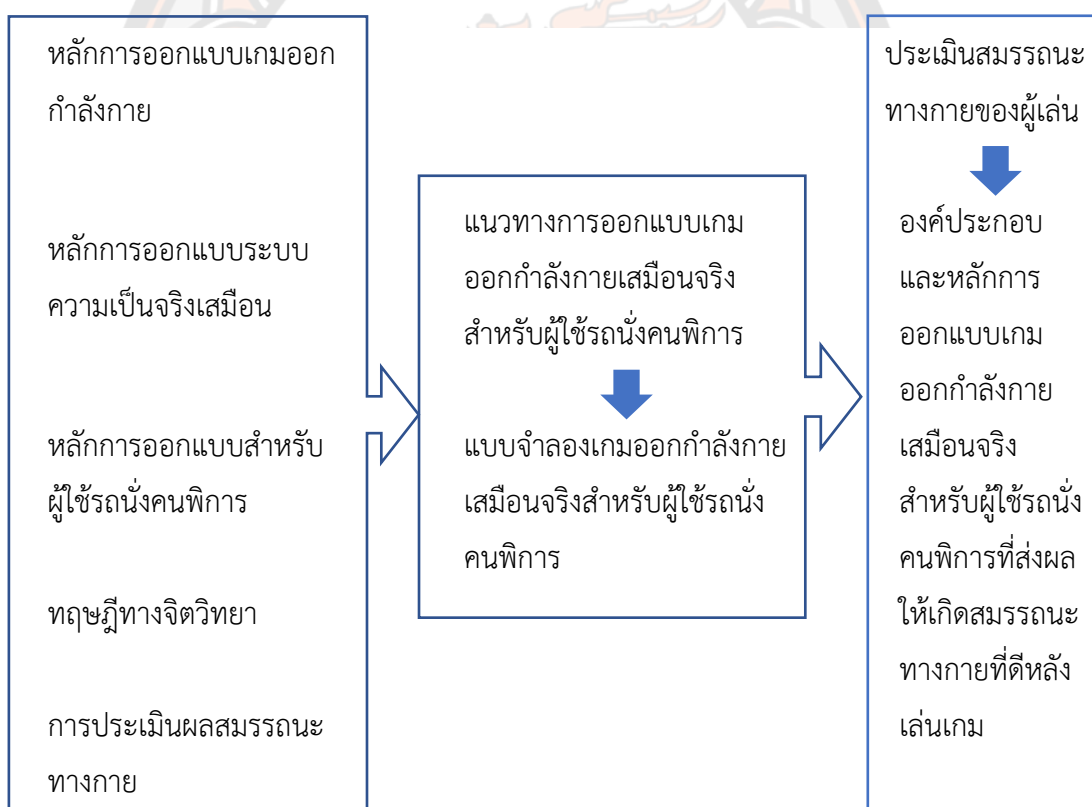 หลักการออกแบบเกมออก
กำลังกาย
หลักการออกแบบระบบ
ความเป็นจริงเสมือน
หลักการออกแบบสำหรับ
ผู้ใช้รถนั่งคนพิการ
ทฤษฎีทางจิตวิทยา
การประเมินผลสมรรถนะ
ทางกาย
แนวทางการออกแบบเกม
ออกกำลังกายเสมือนจริง
สำหรับผู้ใช้รถนั่งคนพิการ
แบบจำลองเกมออกกำลังกาย
เสมือนจริงสำหรับผู้ใช้รถนั่ง
คนพิการ
ประเมินสมรรถนะ
ทางกายของผู้เล่น
องค์ประกอบ
และหลักการ
ออกแบบเกม
ออกกำลังกาย
เสมือนจริง
สำหรับผู้ใช้รถนั่ง
คนพิการที่ส่งผล
ให้เกิดสมรรถนะ
ทางกายที่ดีหลัง
เล่นเกม